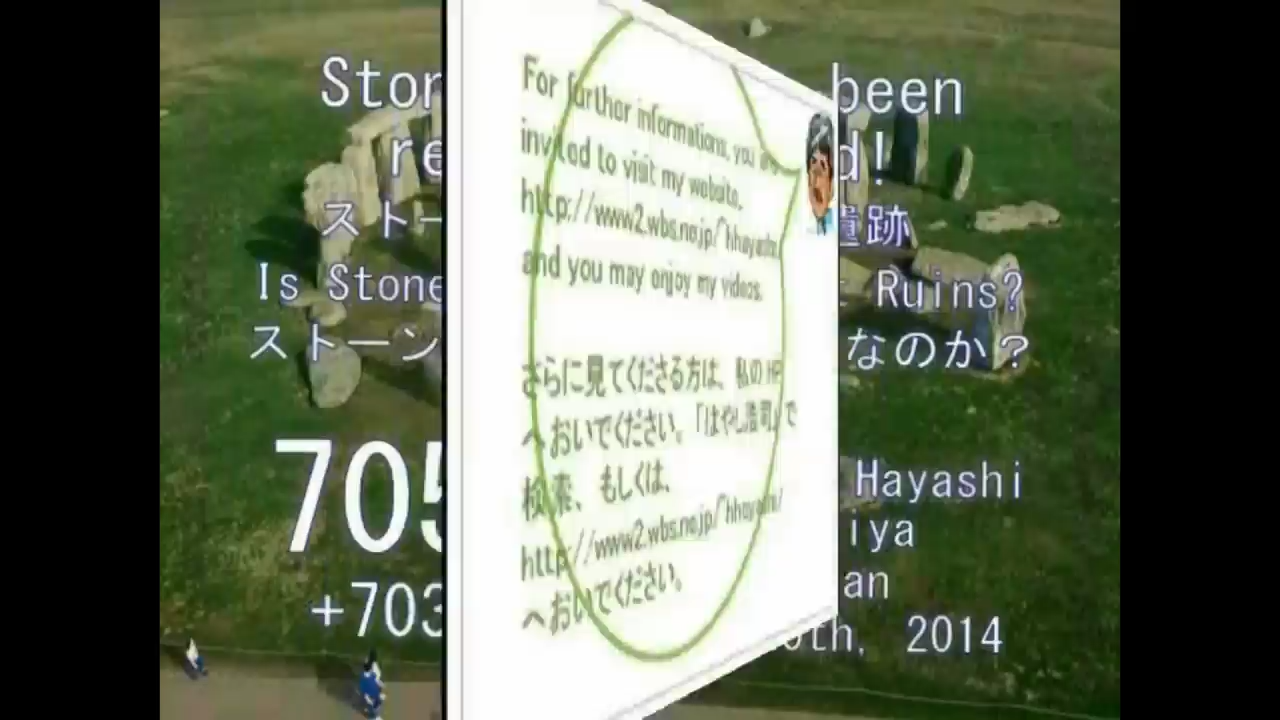 Ston been
re d!
ストー 遺跡
Is Stone Ruins?
ストーン なのか?
705
+703
Hayashi
iya
an
th, 2014
For further informations, you are
invited to visit my website,
http://www2.wbs.ne.jp/~hhayashi/
and you may enjoy my videos.
さらに見てくださる方は、私のHP
へおいでください。「はやし浩司」で
検索、もしくは、
http://www2.wbs.ne.jp/~hhayashi/
へおいでください。